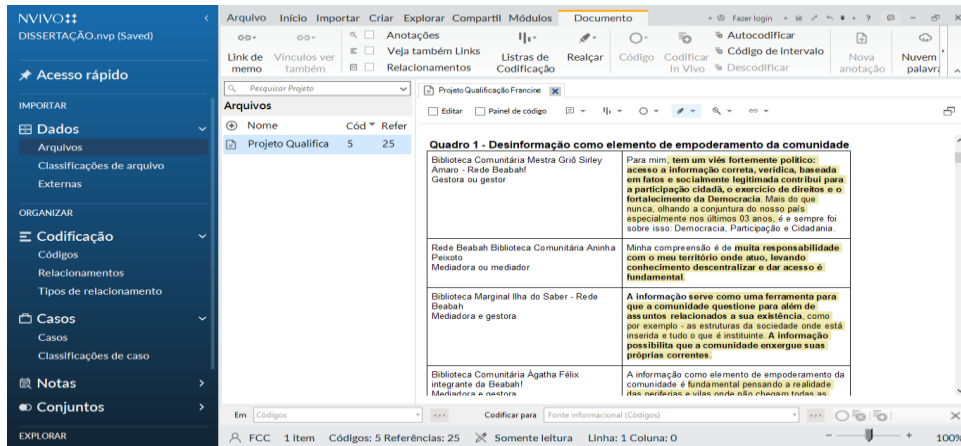 NVIVO
DISSERTAÇÃO.nvp (Saved)
Acesso rápido
IMPORTAR
Dados
Arquivos
Classificações de arquivo
Externas
ORGANIZAR
Codificação
Códigos
Relacionamentos
Tipos de relacionamento
Casos
Casos
Classificações de caso
Notas
Conjuntos
EXPLORAR
Arquivo Início Importar Criar Explorar Compartil Módulos Documento Fazer login ?
Link de memo
Vínculos ver também
Anotações
Veja também Links
Relacionamentos
Listras de Codificação
Realçar
Código
Codificar In Vivo
Autocodificar
Código de intervalo
Descodificar
Nova anotação
Nuvem palavra
Pesquisar Projeto
Arquivos
Nome Cód Refer
Projeto Qualifica 5 25
Projeto Qualificação Francine
Editar Painel de código
Quadro 1 - Desinformação como elemento de empoderamento da comunidade
Biblioteca Comunitária Mestra Griô Sirley
Amaro - Rede Beabah!
Gestora ou gestor
Para mim, tem um viés fortemente político:
acesso a informação correta, verídica, baseada
em fatos e socialmente legitimada contribui para
a participação cidadã, o exercício de direitos e o
fortalecimento da Democracia. Mais do que
nunca, olhando a conjuntura do nosso país
especialmente nos últimos 03 anos, é e sempre foi
sobre isso: Democracia, Participação e Cidadania.
Rede Beabah Biblioteca Comunitária Aninha
Peixoto
Mediadora ou mediador
Minha compreensão é de muita responsabilidade
com o meu território onde atuo, levando
conhecimento descentralizar e dar acesso é
fundamental.
Biblioteca Marginal Ilha do Saber - Rede
Beabah
Mediadora e gestora
A informação serve como uma ferramenta para
que a comunidade questione para além de
assuntos relacionados a sua existência, como
por exemplo - as estruturas da sociedade onde está
inserida e tudo o que é instituinte. A informação
possibilita que a comunidade enxergue suas
próprias correntes.
Biblioteca Comunitária Ágatha Félix
integrante da Beabah!
Mediadora e gestora
A informação como elemento de empoderamento da
comunidade é fundamental pensando a realidade
das periferias e vilas onde não chegam todas as
Em Códigos Codificar para Fonte informacional (Códigos)
FCC 1 Item Códigos: 5 Referências: 25 Somente leitura Linha: 1 Coluna: 0 100%